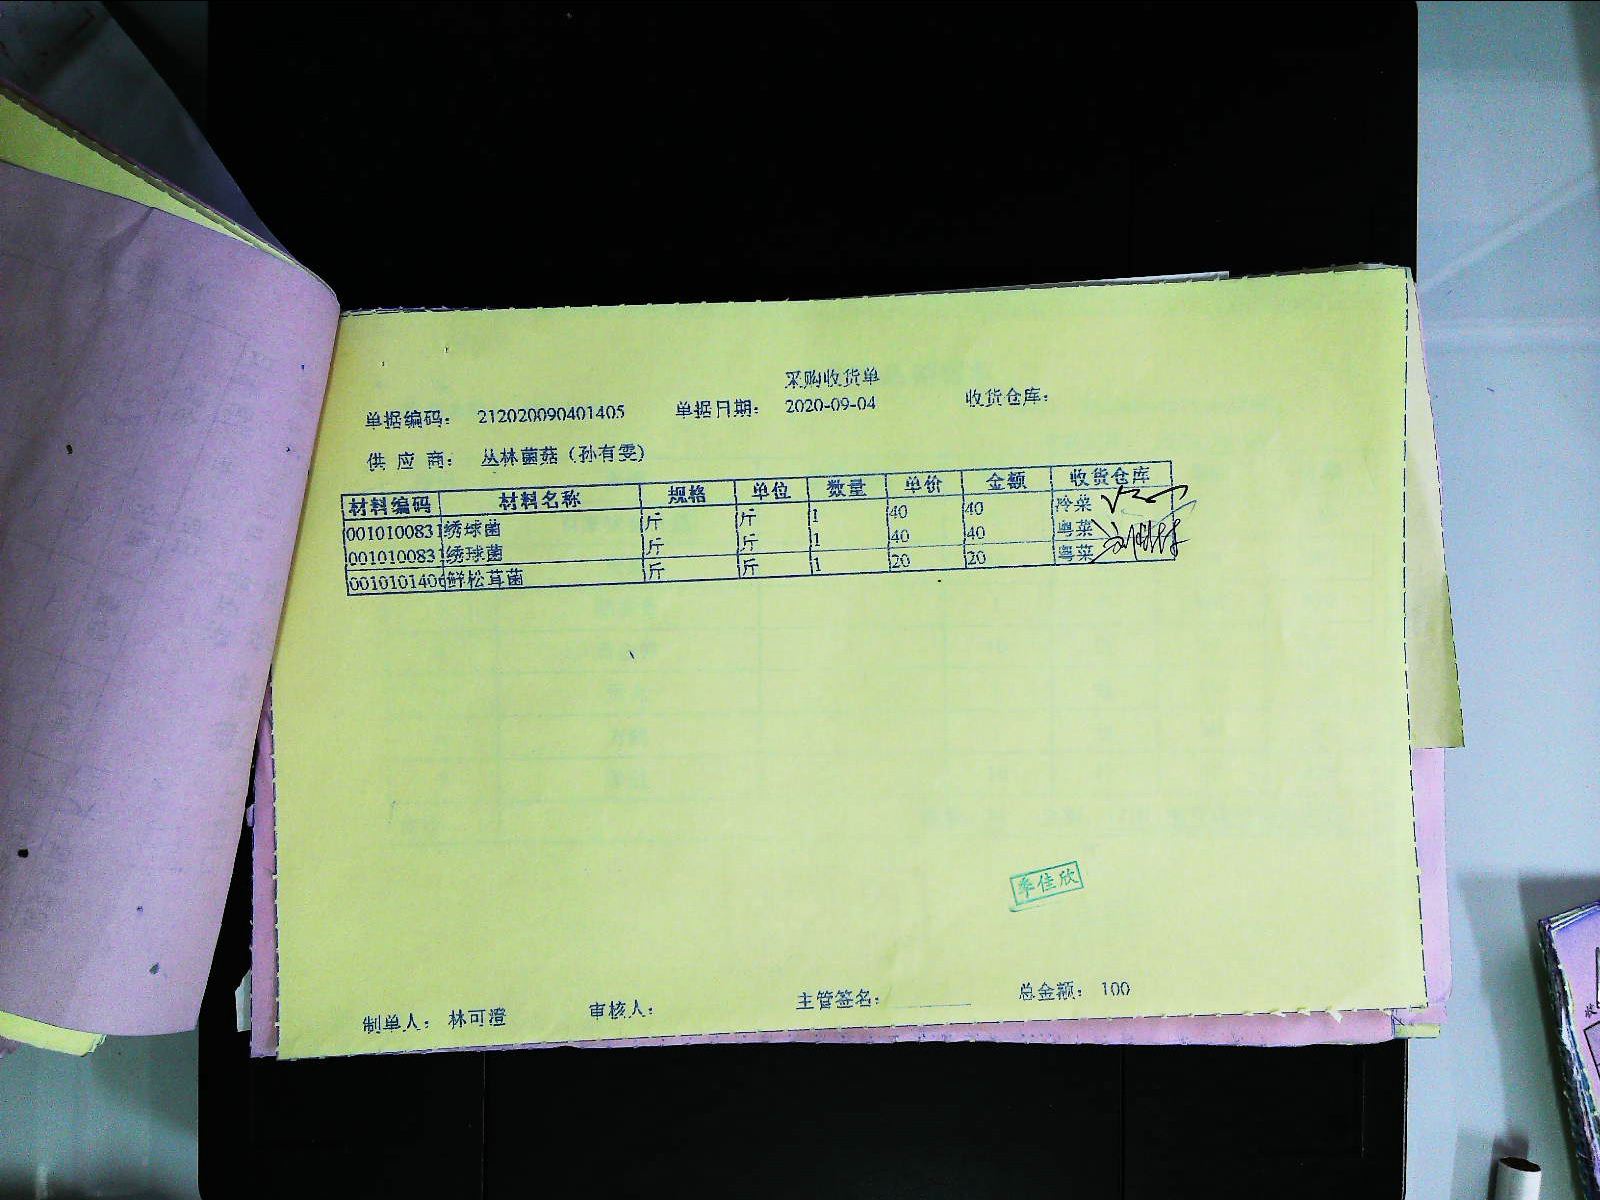 采购收货单
单据编码： 212020090401405 单据日期： 2020-09-04 收货仓库：
供 应 商： 丛林菌菇（孙有雯）
材料编码 材料名称 规格 单位 数量 单价 金额 收货仓库
0010100831 绣球菌 斤 斤 1 40 40 冷菜
0010100831 绣球菌 斤 斤 1 40 40 粤菜
001010140 鲜松茸菌 斤 斤 1 20 20 粤菜
季佳欣
制单人： 林可澄 审核人： 主管签名： 总金额： 100